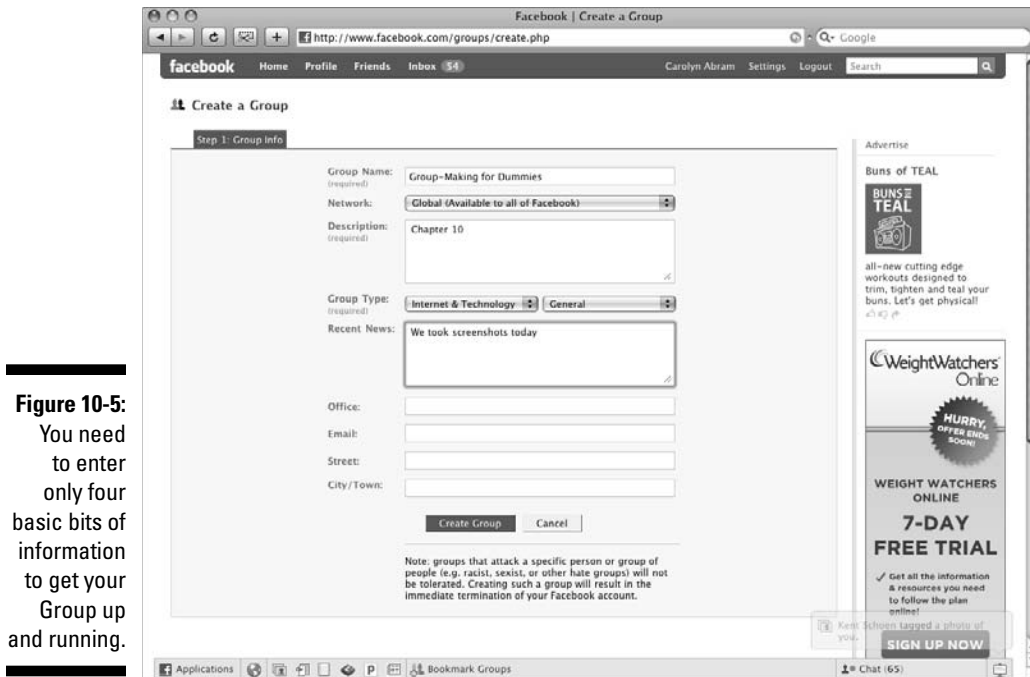 Facebook | Create a Group
http://www.facebook.com/groups/create.php
Google
facebook Home Profile Friends Inbox 54 Carolyn Abram Settings Logout Search
Create a Group
Step 1: Group Info
Group Name:
(required)
Group-Making for Dummies
Network:
Global (Available to all of Facebook)
Description:
(required)
Chapter 10
Group Type:
(required)
Internet & Technology General
Recent News:
We took screenshots today
Office:
Email:
Street:
City/Town:
Create Group Cancel
Note: groups that attack a specific person or group of
people (e.g. racist, sexist, or other hate groups) will not
be tolerated. Creating such a group will result in the
immediate termination of your Facebook account.
Advertise
Buns of TEAL
BUNS OF
TEAL
all-new cutting edge
workouts designed to
trim, tighten and teal your
buns. Let's get physical!
WeightWatchers
Online
HURRY,
OFFER ENDS
SOON!
WEIGHT WATCHERS
ONLINE
7-DAY
FREE TRIAL
Get all the information
& resources you need
to follow the plan
online!
Kent Schoen tagged a photo of
you.
SIGN UP NOW
Applications P Bookmark Groups Chat (65)
Figure 10-5:
You need
to enter
only four
basic bits of
information
to get your
Group up
and running.